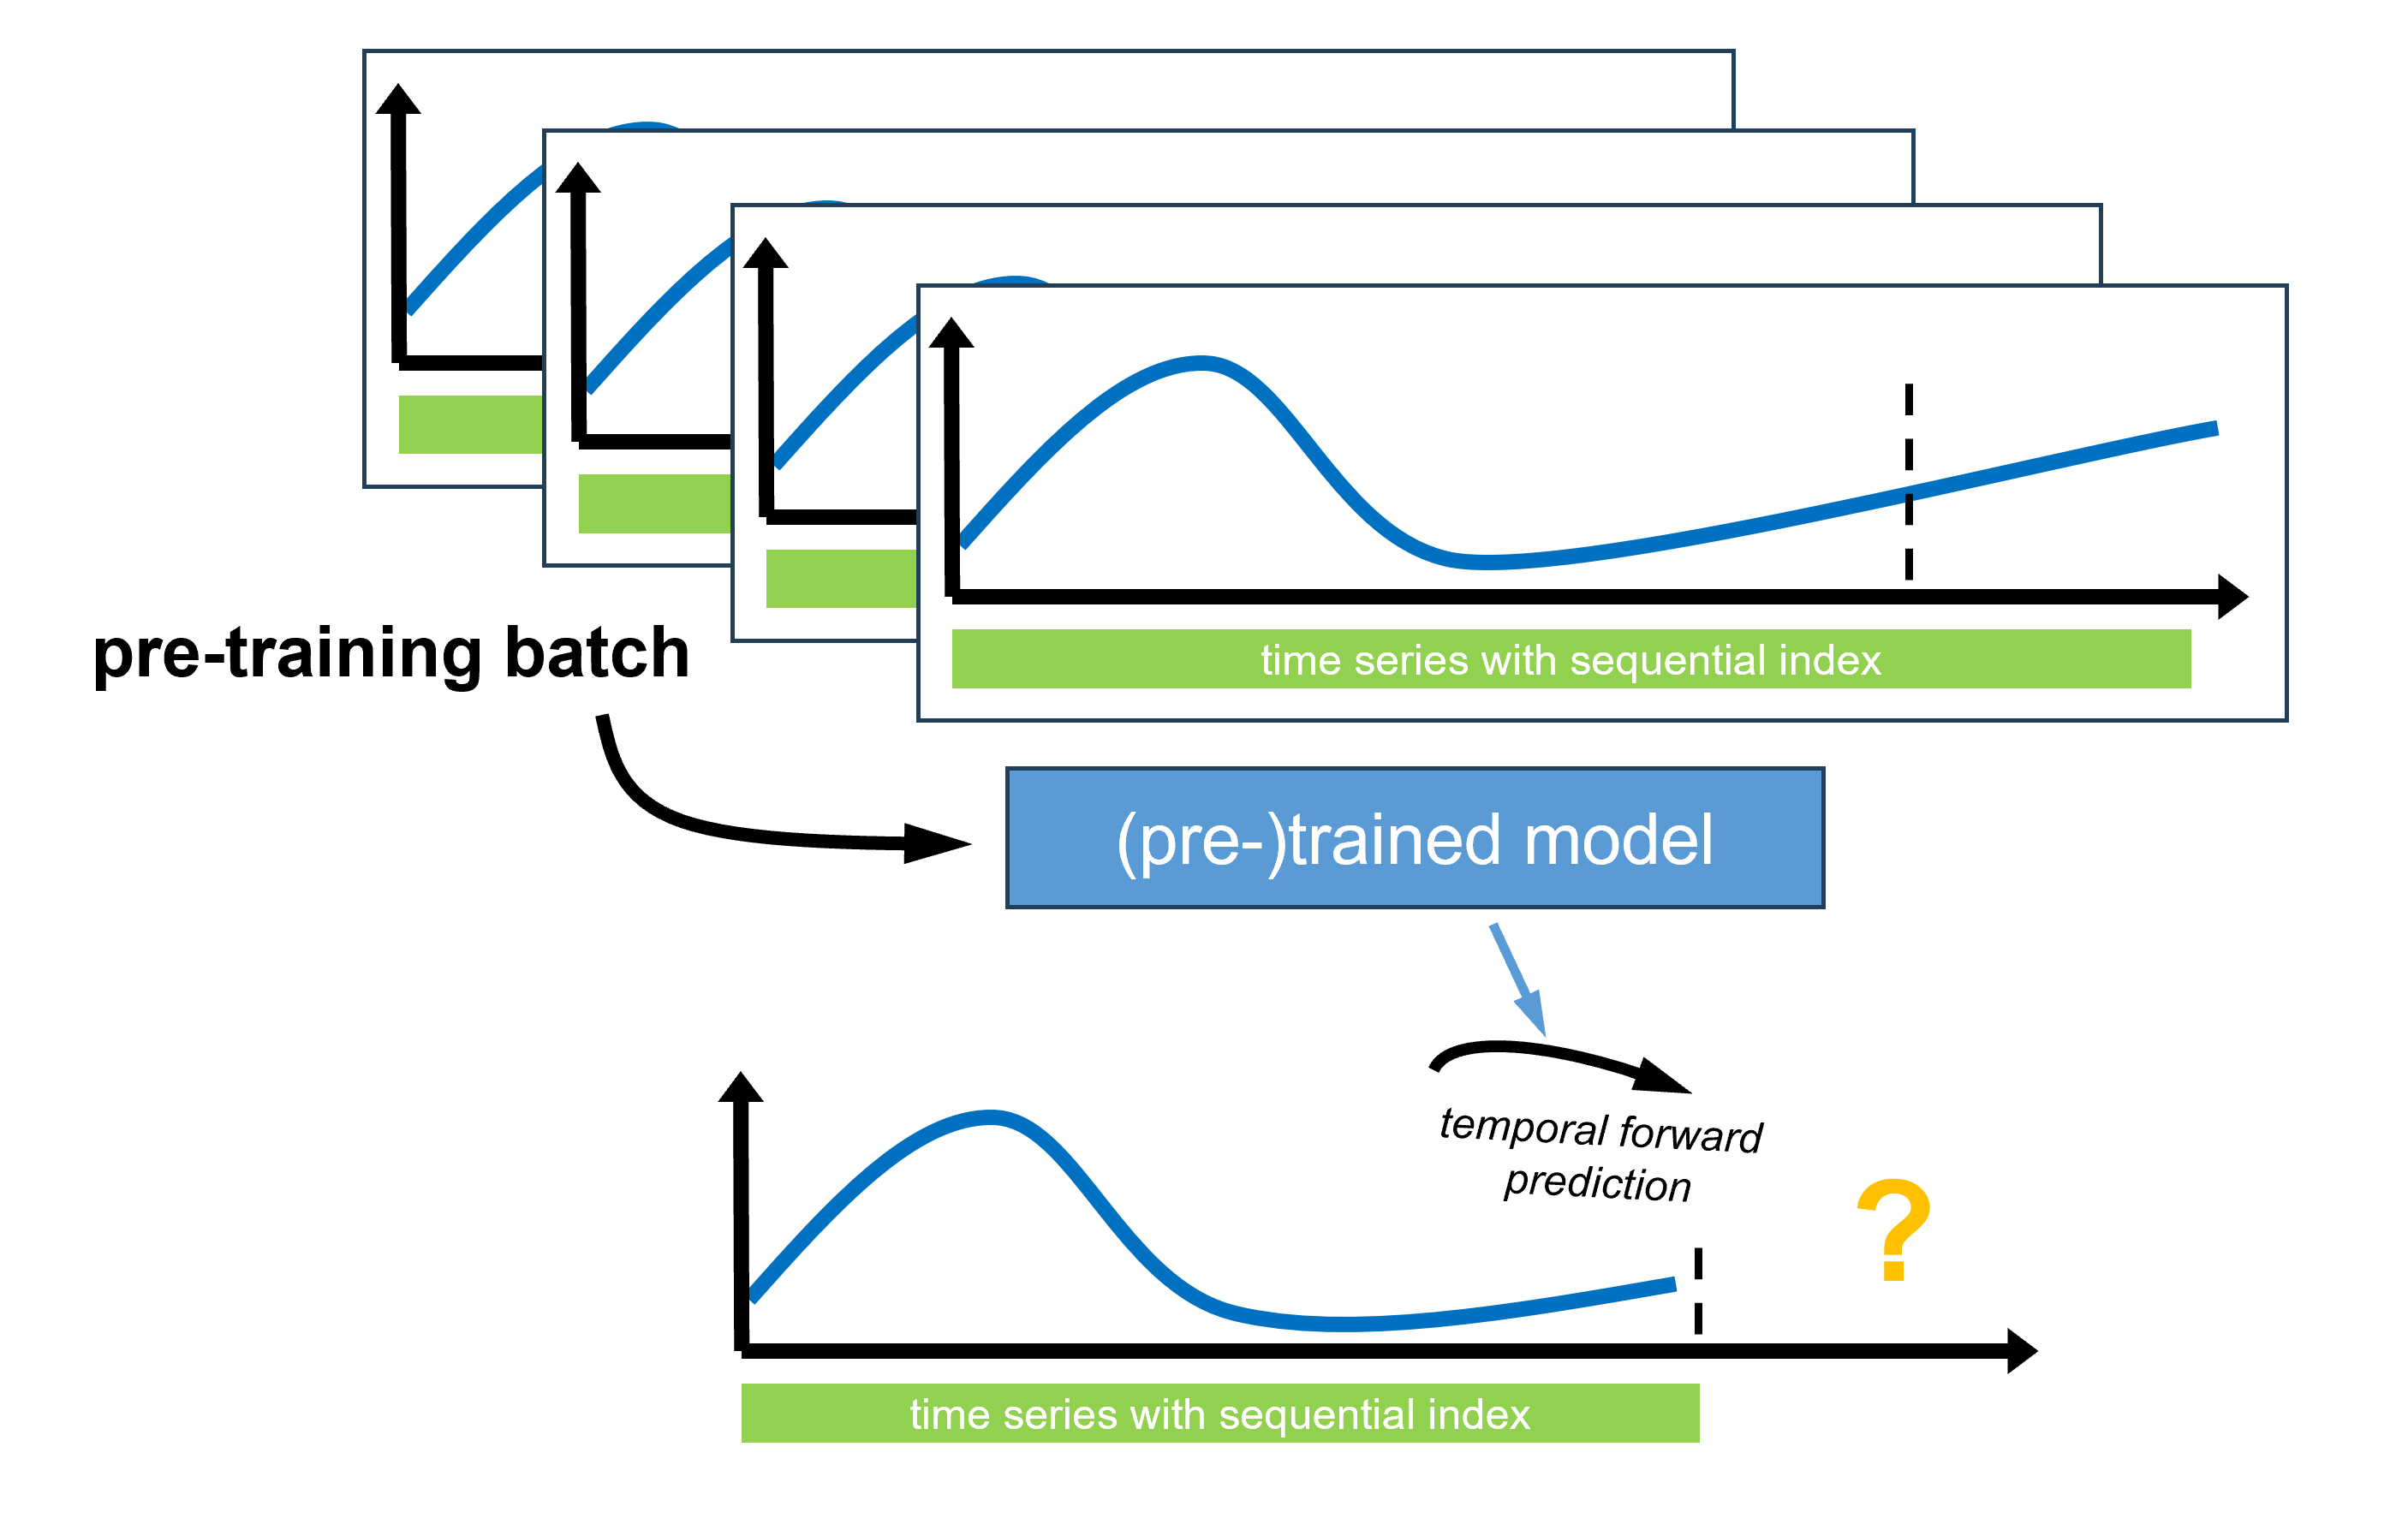 time series with sequential index
pre-training batch
(pre-)trained model
temporal forward
prediction
?
time series with sequential index